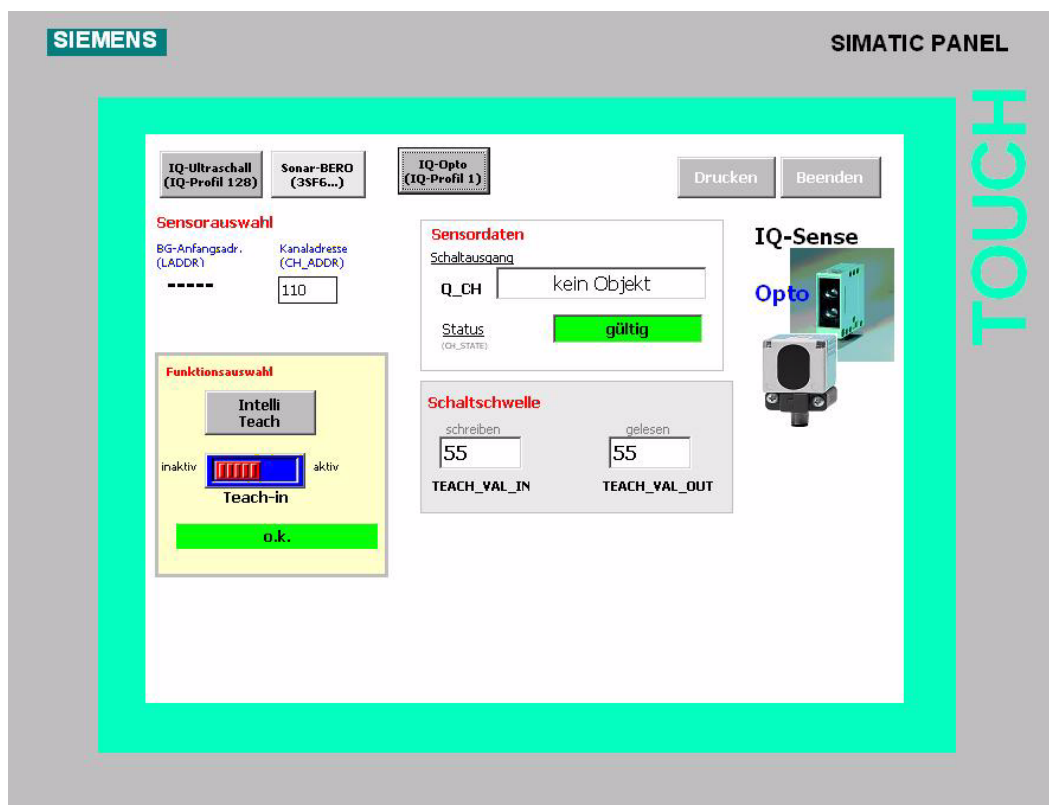 SIEMENS
SIMATIC PANEL
TOUCH
IQ-Ultraschall
(IQ-Profil 128)
Sonar-BERO
(3SF6...)
IQ-Opto
(IQ-Profil 1)
Drucken
Beenden
Sensorauswahl
BG-Anfangsadr.
(LADDR)
-----
Kanaladresse
(CH_ADDR)
110
Sensordaten
Schaltausgang
Q_CH
kein Objekt
Status
(CH_STATE)
gültig
IQ-Sense
Opto
Funktionsauswahl
Intelli
Teach
inaktiv
aktiv
Teach-in
o.k.
Schaltschwelle
schreiben
gelesen
55
55
TEACH_VAL_IN
TEACH_VAL_OUT